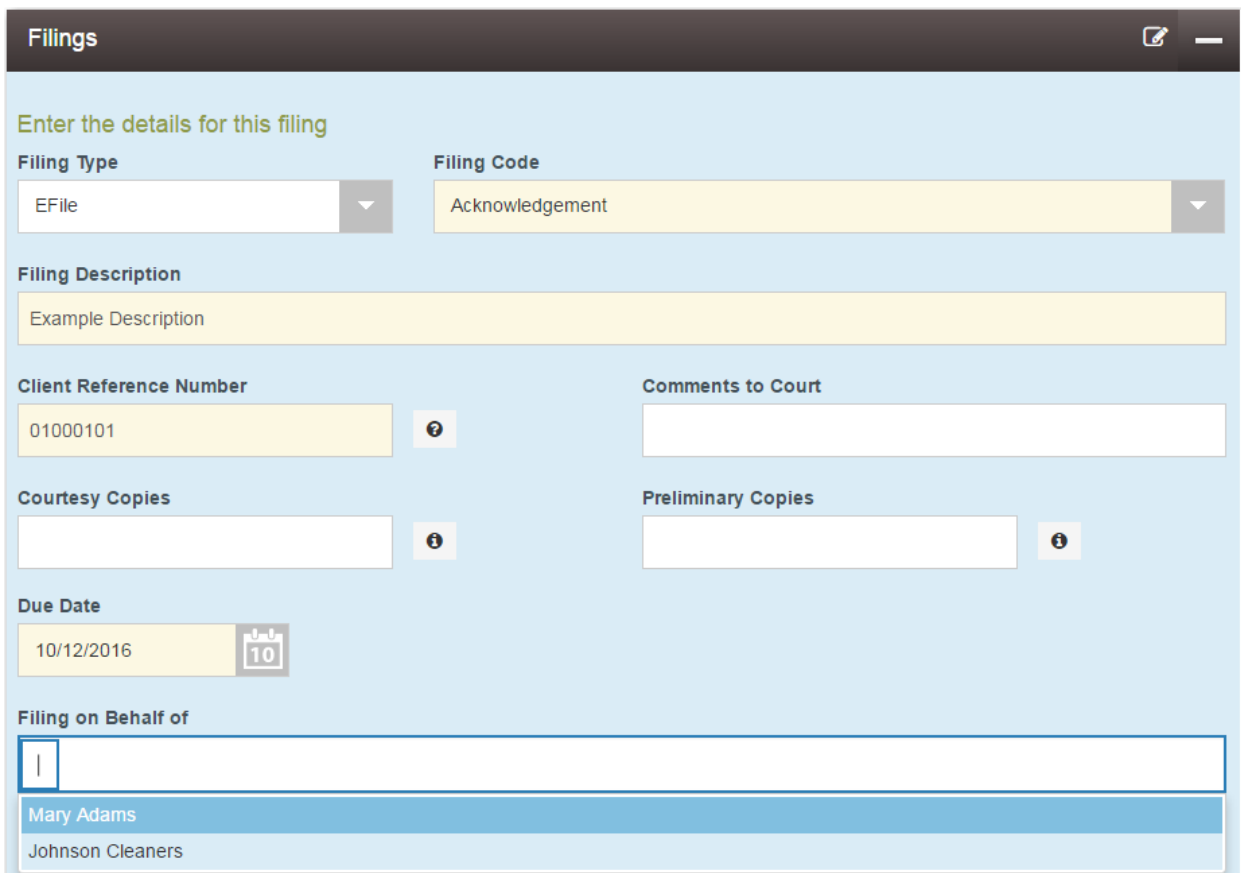 Filings
Enter the details for this filing
Filing Type Filing Code
EFile Acknowledgement
Filing Description
Example Description
Client Reference Number Comments to Court
01000101
Courtesy Copies Preliminary Copies
Due Date
10/12/2016 10
Filing on Behalf of
Mary Adams
Johnson Cleaners